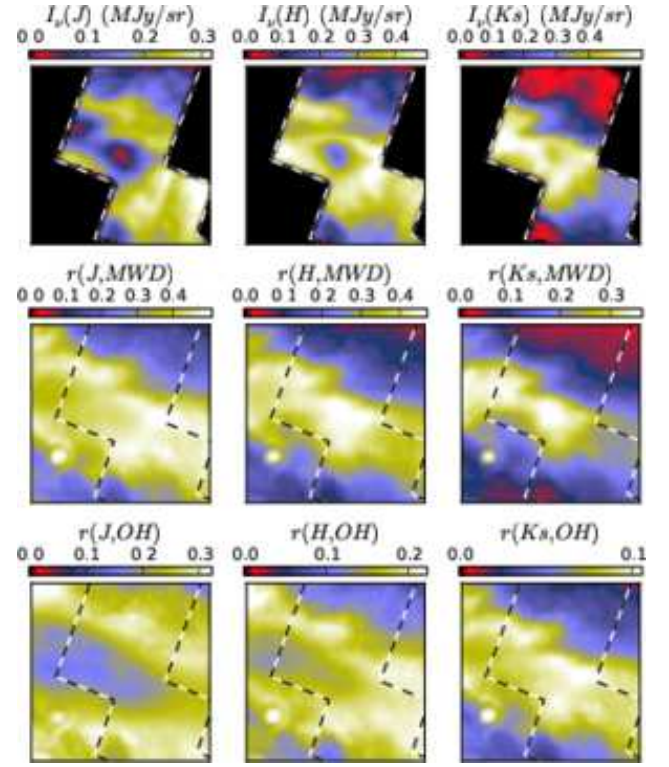 I_ν(J) (MJy/sr) I_ν(H) (MJy/sr) I_ν(Ks) (MJy/sr)
0.0 0.1 0.2 0.3 0.0 0.1 0.2 0.3 0.4 0.0 0.1 0.2 0.3 0.4
r(J,MWD) r(H,MWD) r(Ks,MWD)
0.0 0.1 0.2 0.3 0.4 0.0 0.1 0.2 0.3 0.4 0.0 0.1 0.2 0.3
r(J,OH) r(H,OH) r(Ks,OH)
0.0 0.1 0.2 0.3 0.0 0.1 0.2 0.0 0.1